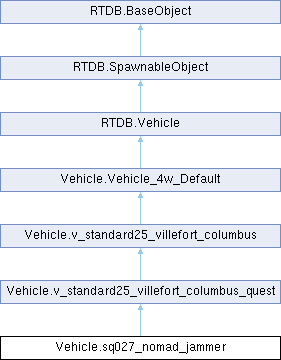 RTDB.BaseObject
RTDB.SpawnableObject
RTDB.Vehicle
Vehicle.Vehicle_4w_Default
Vehicle.v_standard25_villefort_columbus
Vehicle.v_standard25_villefort_columbus_quest
Vehicle.sq027_nomad_jammer